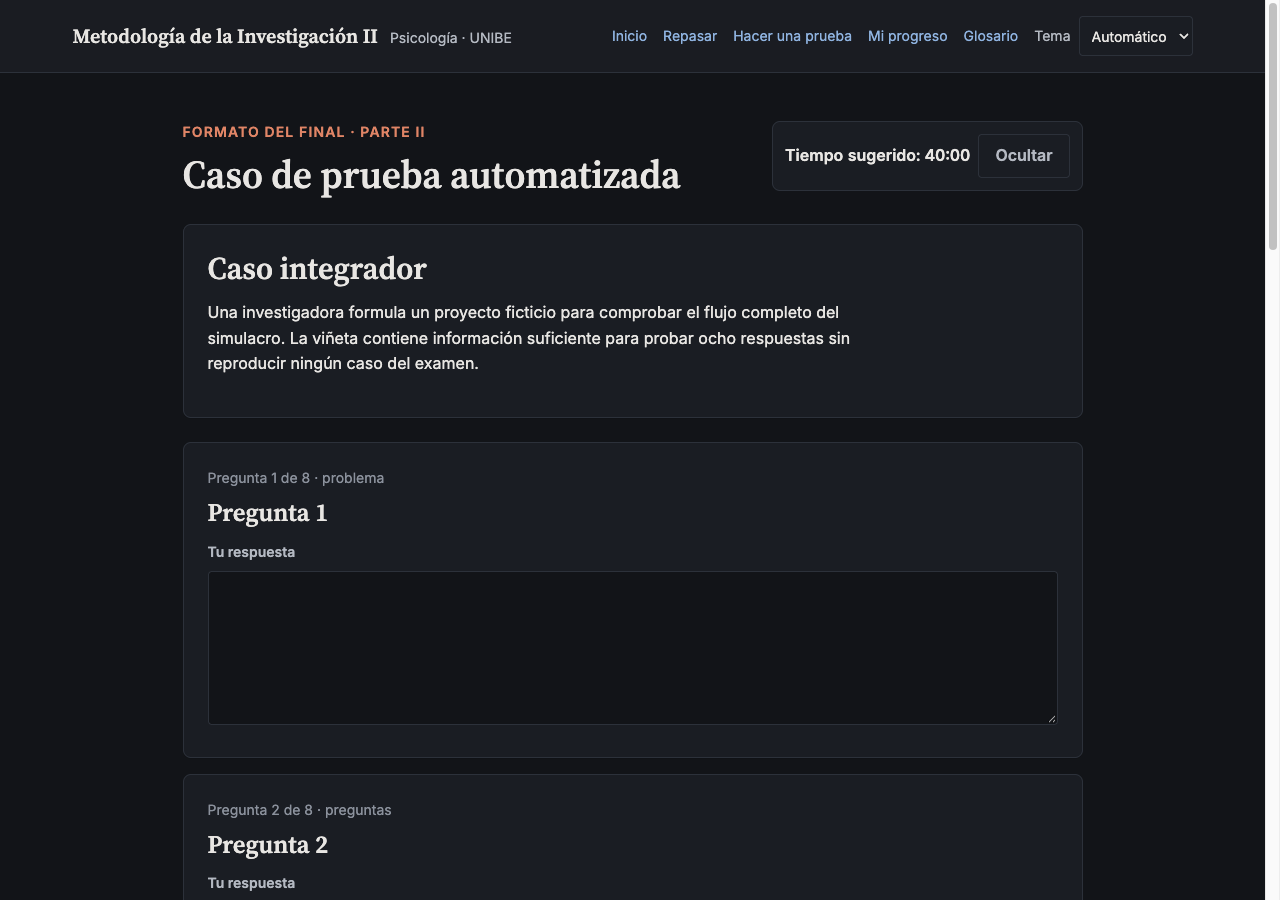 Metodología de la Investigación II Psicología · UNIBE Inicio Repasar Hacer una prueba Mi progreso Glosario Tema Automático
FORMATO DEL FINAL · PARTE II
Caso de prueba automatizada
Tiempo sugerido: 40:00 Ocultar
Caso integrador
Una investigadora formula un proyecto ficticio para comprobar el flujo completo del
simulacro. La viñeta contiene información suficiente para probar ocho respuestas sin
reproducir ningún caso del examen.
Pregunta 1 de 8 · problema
Pregunta 1
Tu respuesta
Pregunta 2 de 8 · preguntas
Pregunta 2
Tu respuesta